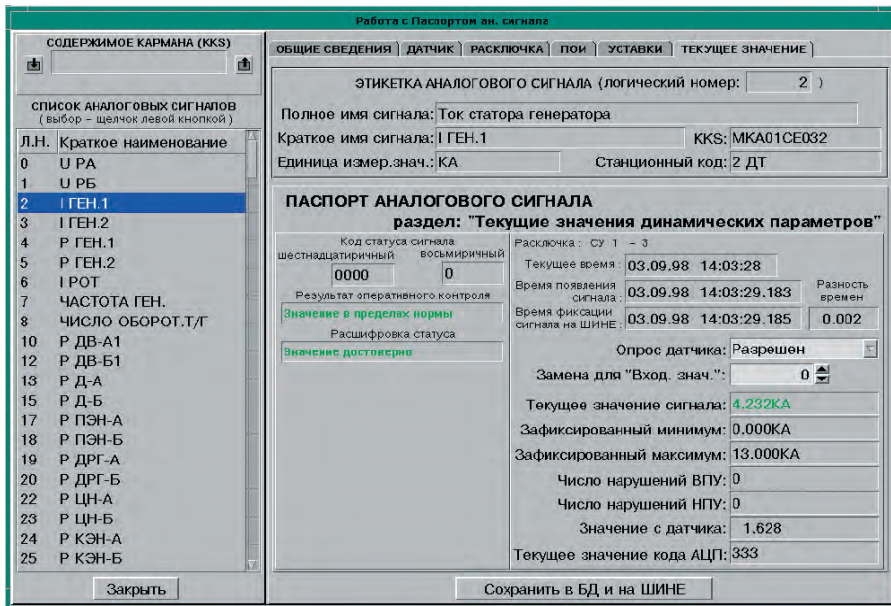 Работа с Паспортом ан. сигнала
СОДЕРЖИМОЕ КАРМАНА (KKS)
СПИСОК АНАЛОГОВЫХ СИГНАЛОВ
( выбор – щелчок левой кнопкой )
Л.Н. Краткое наименование
0 U РА
1 U РБ
2 I ГЕН.1
3 I ГЕН.2
4 Р ГЕН.1
5 Р ГЕН.2
6 I РОТ
7 ЧАСТОТА ГЕН.
8 ЧИСЛО ОБОРОТ.Т/Г
10 Р ДВ-А1
12 Р ДВ-Б1
13 Р Д-А
15 Р Д-Б
17 Р ПЭН-А
18 Р ПЭН-Б
19 Р ДРГ-А
20 Р ДРГ-Б
22 Р ЦН-А
23 Р ЦН-Б
24 Р КЭН-А
25 Р КЭН-Б
Закрыть
ОБЩИЕ СВЕДЕНИЯ ДАТЧИК РАСКЛЮЧКА ПОИ УСТАВКИ ТЕКУЩЕЕ ЗНАЧЕНИЕ
ЭТИКЕТКА АНАЛОГОВОГО СИГНАЛА (логический номер: 2 )
Полное имя сигнала: Ток статора генератора
Краткое имя сигнала: I ГЕН.1 KKS: MKA01CE032
Единица измер.знач.: КА Станционный код: 2 ДТ
ПАСПОРТ АНАЛОГОВОГО СИГНАЛА
раздел: "Текущие значения динамических параметров"
Код статуса сигнала
шестнадцатиричный восьмиричный
0000 0
Результат оперативного контроля
Значение в пределах нормы
Расшифровка статуса
Значение достоверно
Расключка : СУ 1 – 3
Текущее время : 03.09.98 14:03:28
Время появления сигнала : 03.09.98 14:03:29.183 Разность времен
Время фиксации сигнала на ШИНЕ : 03.09.98 14:03:29.185 0.002
Опрос датчика: Разрешен
Замена для "Вход. знач.": 0
Текущее значение сигнала: 4.232КА
Зафиксированный минимум: 0.000КА
Зафиксированный максимум: 13.000КА
Число нарушений ВПУ: 0
Число нарушений НПУ: 0
Значение с датчика: 1.628
Текущее значение кода АЦП: 333
Сохранить в БД и на ШИНЕ